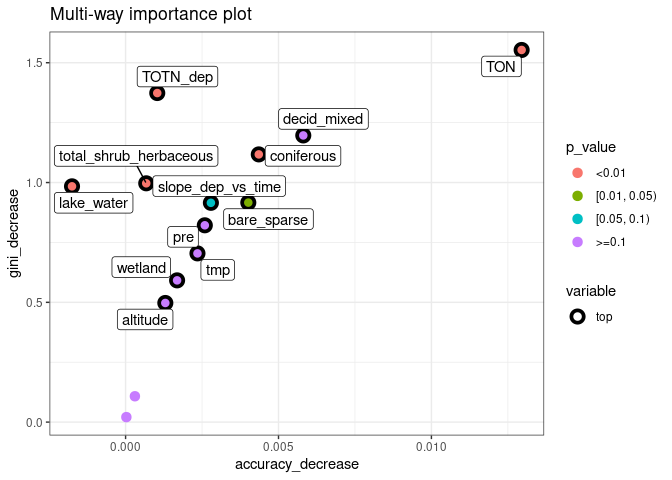 Multi-way importance plot
TON
TOTN_dep
decid_mixed
total_shrub_herbaceous
coniferous
slope_dep_vs_time
lake_water
bare_sparse
pre
wetland
tmp
altitude
1.5
1.0
0.5
0.0
gini_decrease
0.000
0.005
0.010
accuracy_decrease
p_value
<0.01
[0.01, 0.05)
[0.05, 0.1)
>=0.1
variable
top